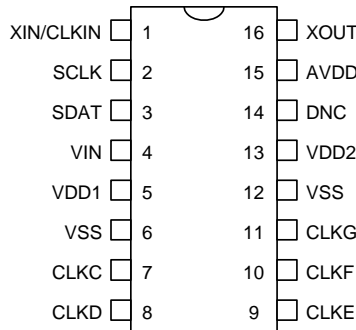 XIN/CLKIN 1 16 XOUT
SCLK 2 15 AVDD
SDAT 3 14 DNC
VIN 4 13 VDD2
VDD1 5 12 VSS
VSS 6 11 CLKG
CLKC 7 10 CLKF
CLKD 8 9 CLKE